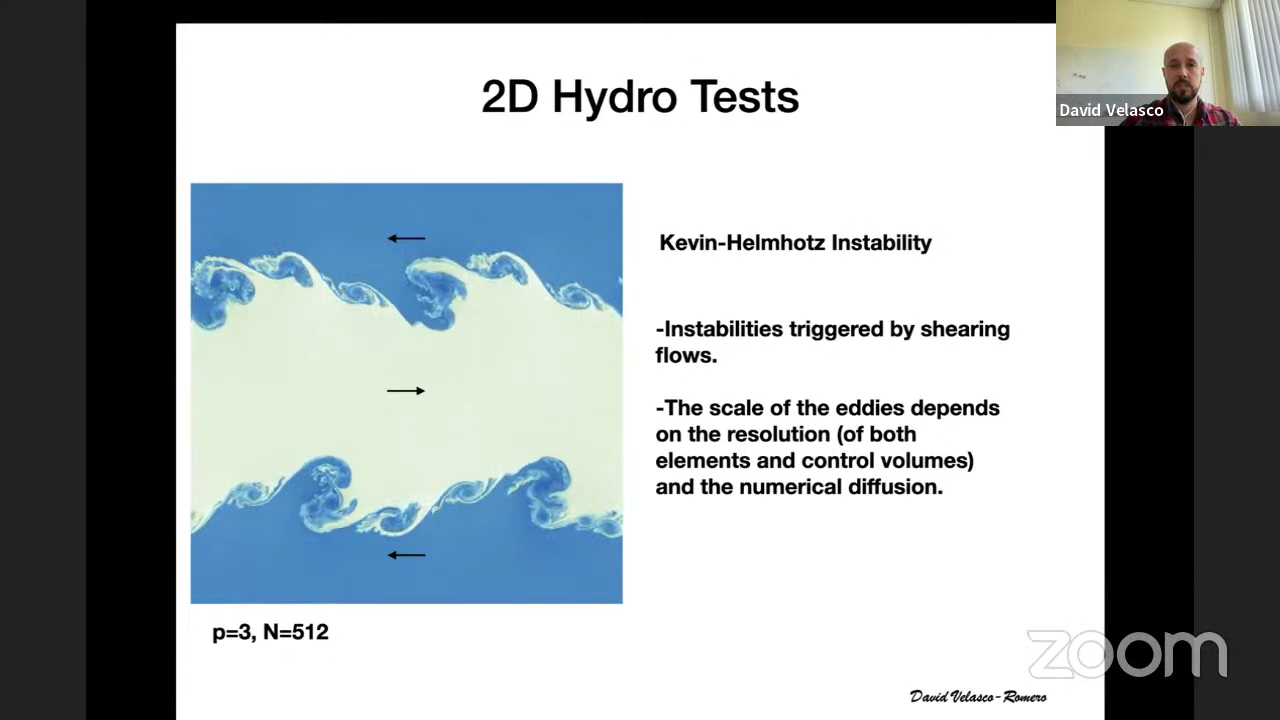 2D Hydro Tests
David Velasco
Kevin-Helmhotz Instability
-Instabilities triggered by shearing
flows.
-The scale of the eddies depends
on the resolution (of both
elements and control volumes)
and the numerical diffusion.
p=3, N=512
zoom
David Velasco-Romero